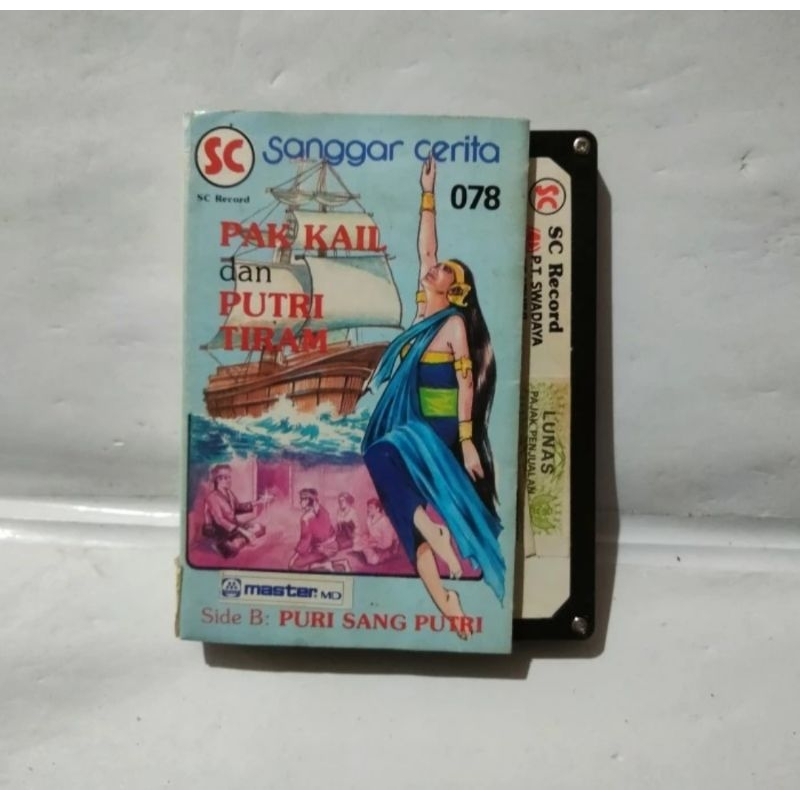 SC
sanggar cerita
SC Record
078
PAK KAIL
dan
PUTRI
TIRAM
master MD
Side B: PURI SANG PUTRI
SC
SC Record
P.T SWADAYA
LUNAS
PAJAK PENJUALAN